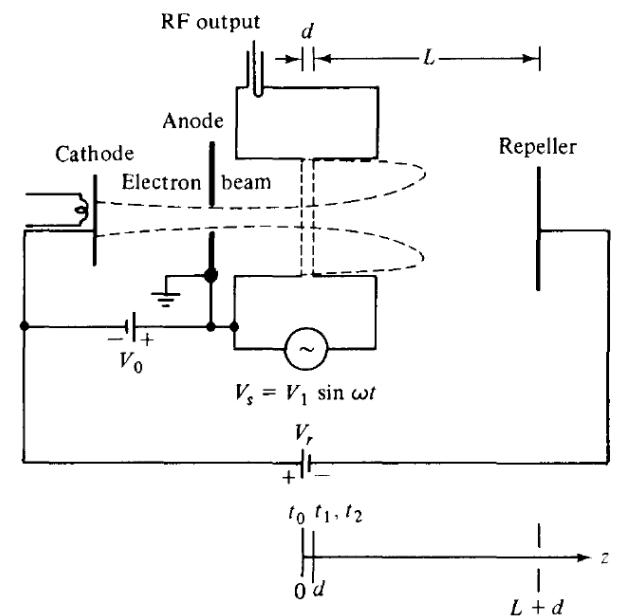 RF output
d
L
Anode
Cathode
Repeller
Electron beam
− +
V₀
~
Vₛ = V₁ sin ωt
Vᵣ
+ −
t₀ t₁, t₂
z
0 d
L + d